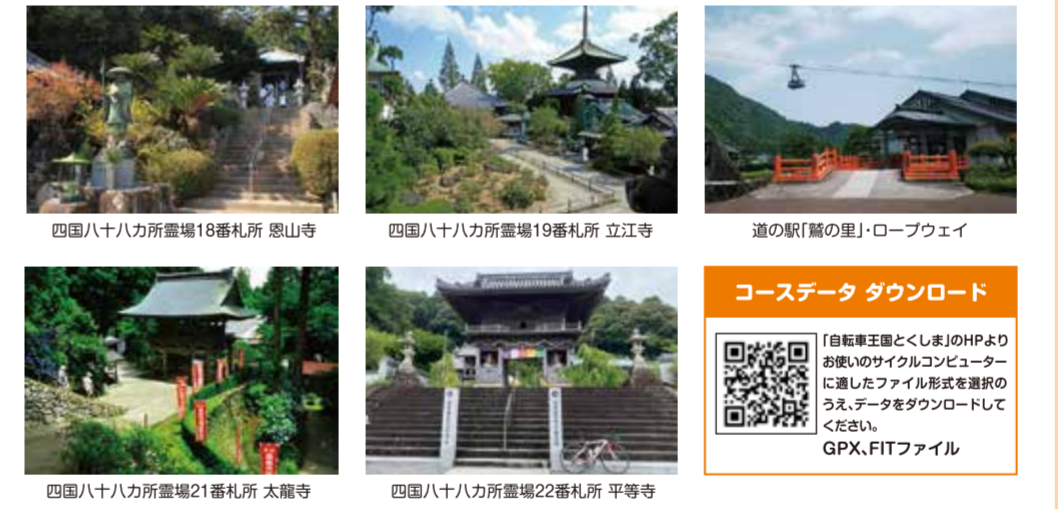 四国八十八カ所霊場18番札所 恩山寺
四国八十八カ所霊場19番札所 立江寺
道の駅「鷲の里」・ロープウェイ
四国八十八カ所霊場21番札所 太龍寺
四国八十八カ所霊場22番札所 平等寺
コースデータ ダウンロード
「自転車王国とくしま」のHPより
お使いのサイクルコンピューター
に適したファイル形式を選択の
うえ、データをダウンロードして
ください。
GPX、FITファイル